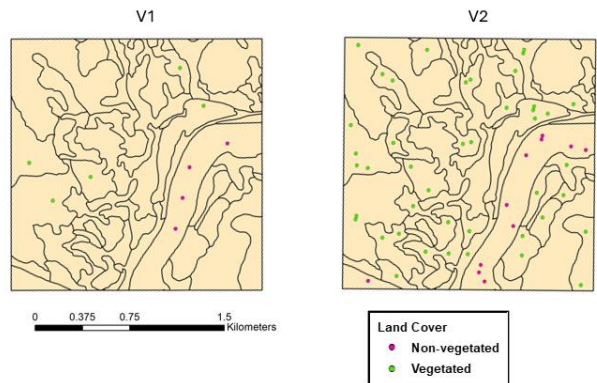 V1
V2
0 0.375 0.75 1.5
Kilometers
Land Cover
Non-vegetated
Vegetated